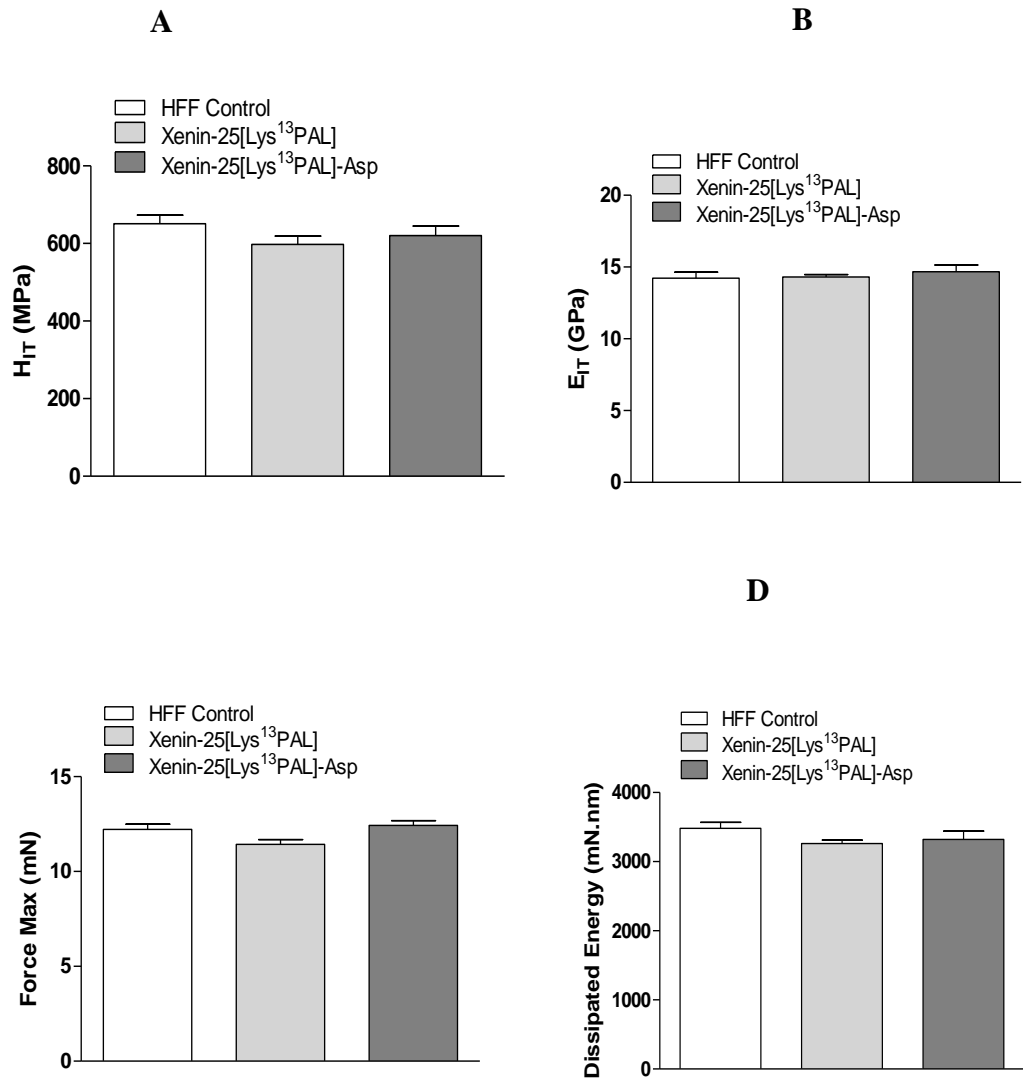 A
HFF Control
Xenin-25[Lys¹³PAL]
Xenin-25[Lys¹³PAL]-Asp
800
600
400
200
0
H_IT (MPa)
B
HFF Control
Xenin-25[Lys¹³PAL]
Xenin-25[Lys¹³PAL]-Asp
20
15
10
5
0
E_IT (GPa)
HFF Control
Xenin-25[Lys¹³PAL]
Xenin-25[Lys¹³PAL]-Asp
15
10
5
0
Force Max (mN)
D
HFF Control
Xenin-25[Lys¹³PAL]
Xenin-25[Lys¹³PAL]-Asp
4000
3000
2000
1000
0
Dissipated Energy (mN.nm)